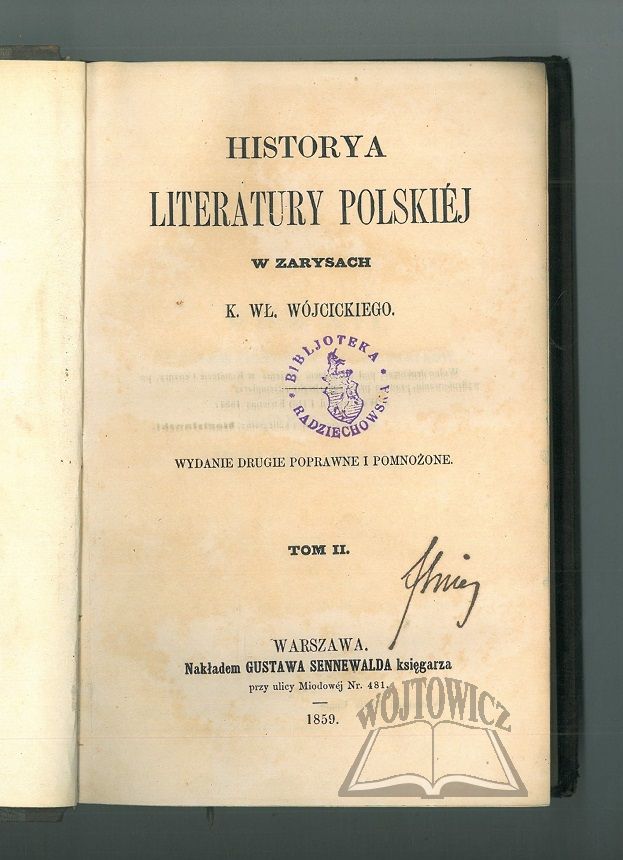 HISTORYA
LITERATURY POLSKIÉJ
W ZARYSACH
K. WŁ. WÓJCICKIEGO.
BIBLJOTEKA
RADZIECHOWSKA
WYDANIE DRUGIE POPRAWNE I POMNOŻONE.
TOM II.
WARSZAWA.
Nakładem GUSTAWA SENNEWALDA księgarza
przy ulicy Miodowéj Nr. 481.
1859.
WÓJTOWICZ